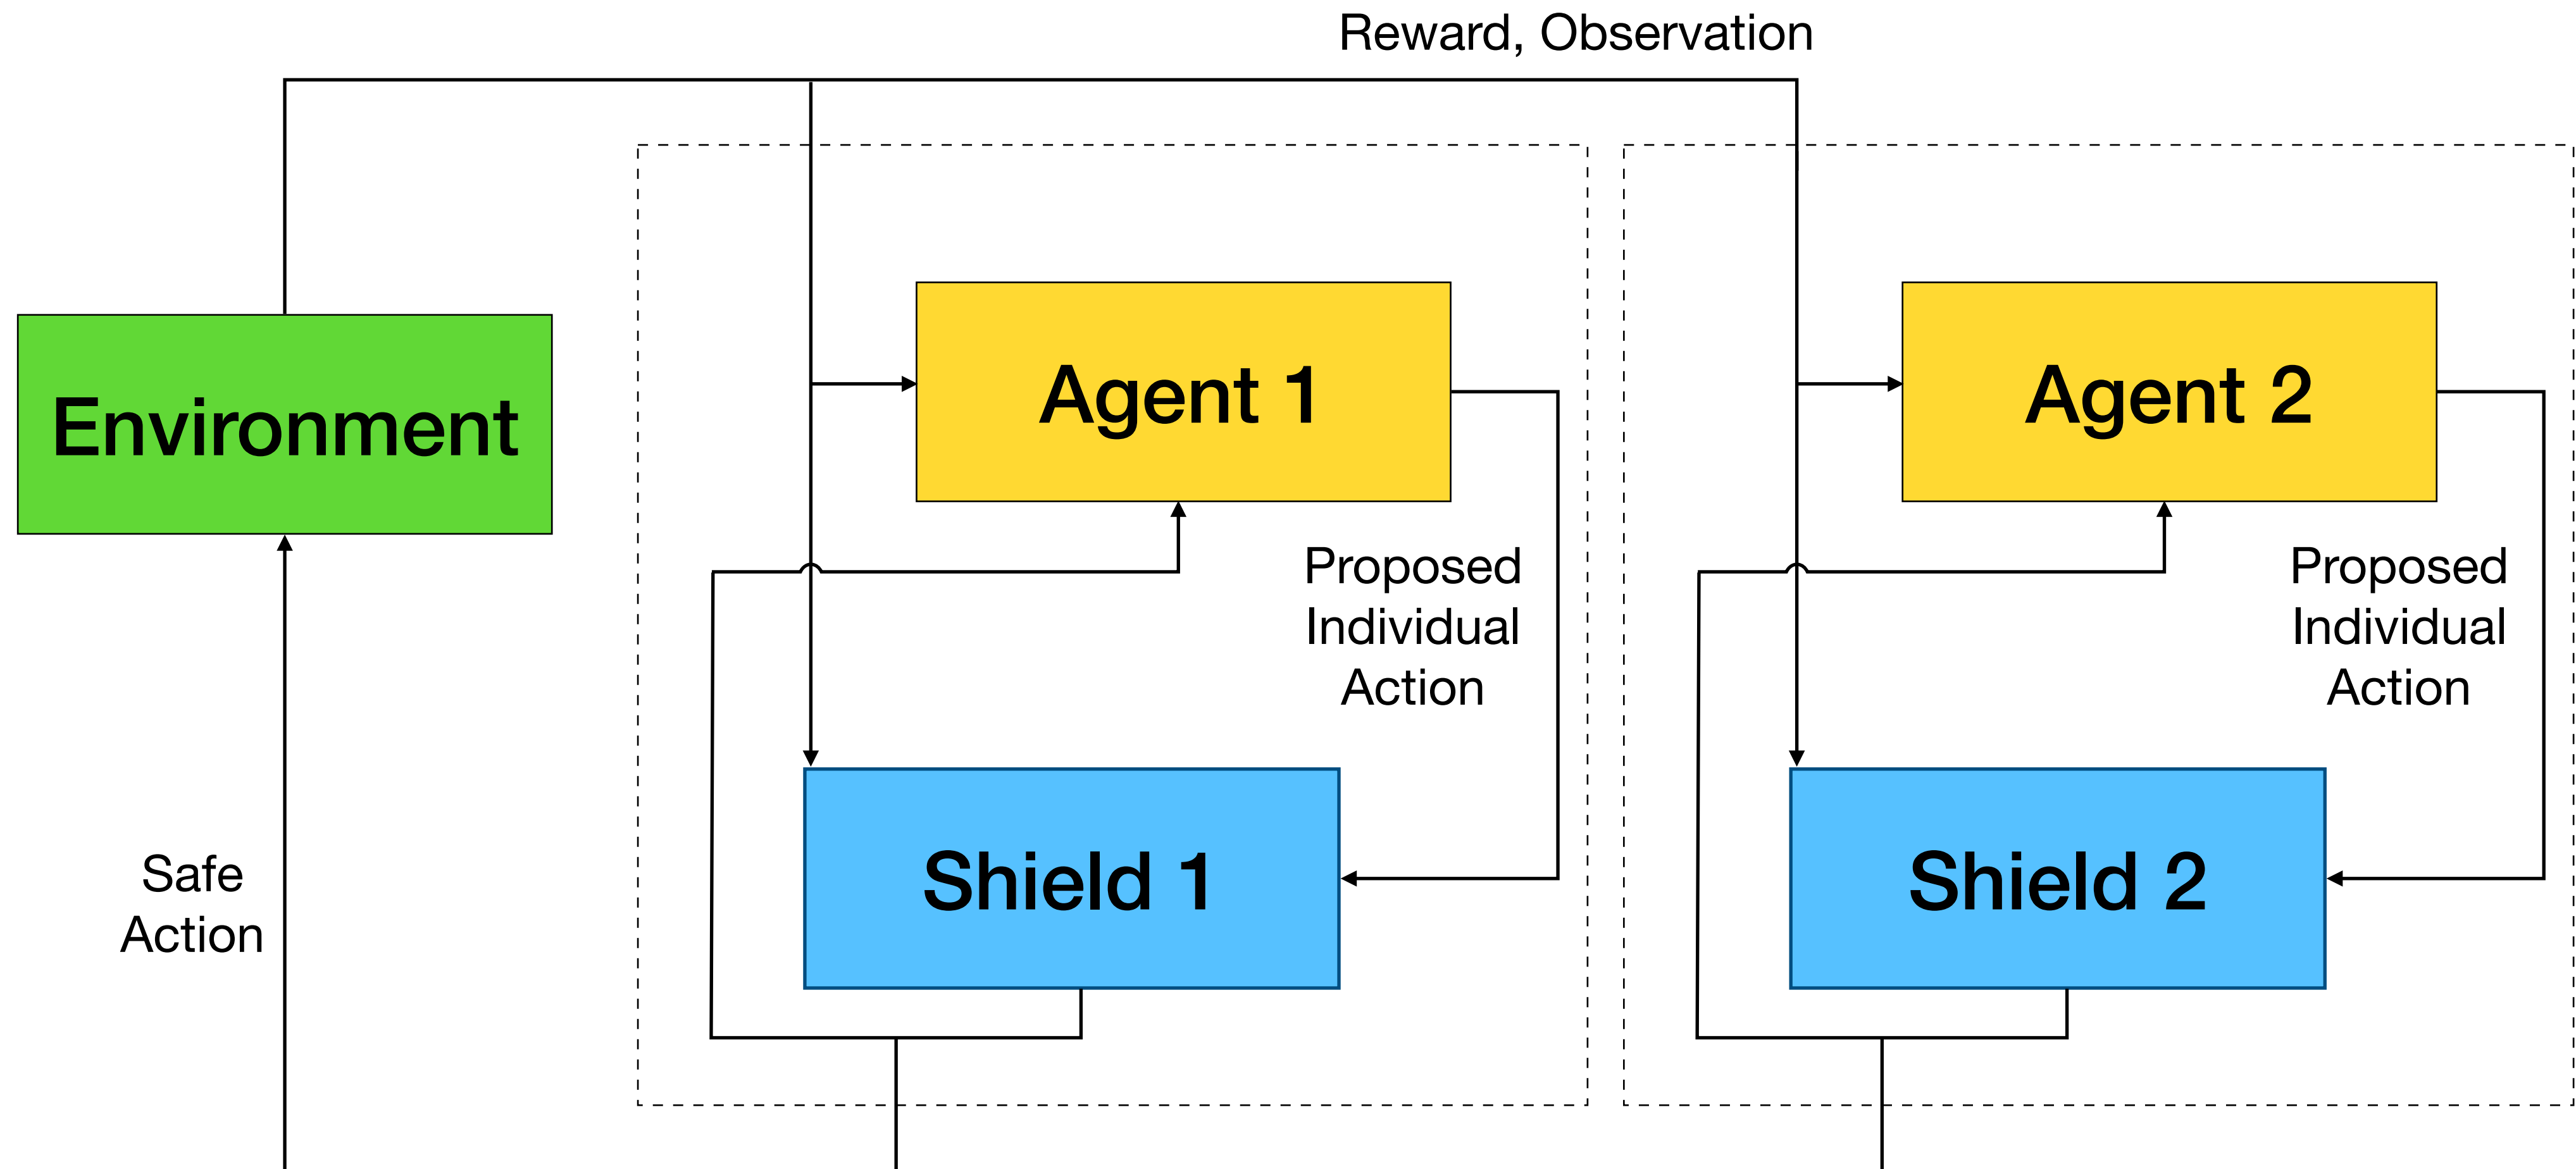 Reward, Observation
Environment
Agent 1
Agent 2
Proposed
Individual
Action
Proposed
Individual
Action
Safe
Action
Shield 1
Shield 2